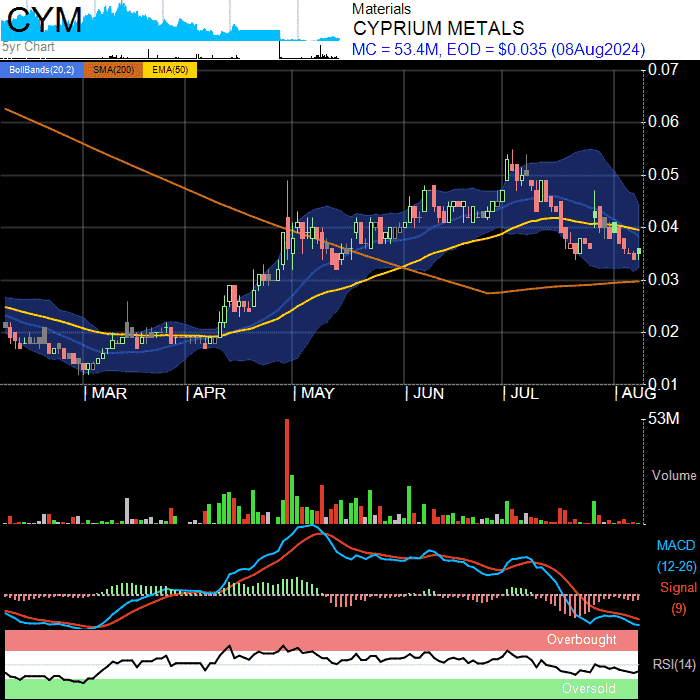 CYM
5yr Chart
Materials
CYPRIUM METALS
MC = 53.4M, EOD = $0.035 (08Aug2024)
BollBands(20,2) SMA(200) EMA(50)
0.07
0.06
0.05
0.04
0.03
0.02
0.01
| MAR | APR | MAY | JUN | JUL | AUG
53M
Volume
MACD
(12-26)
Signal
(9)
Overbought
RSI(14)
Oversold